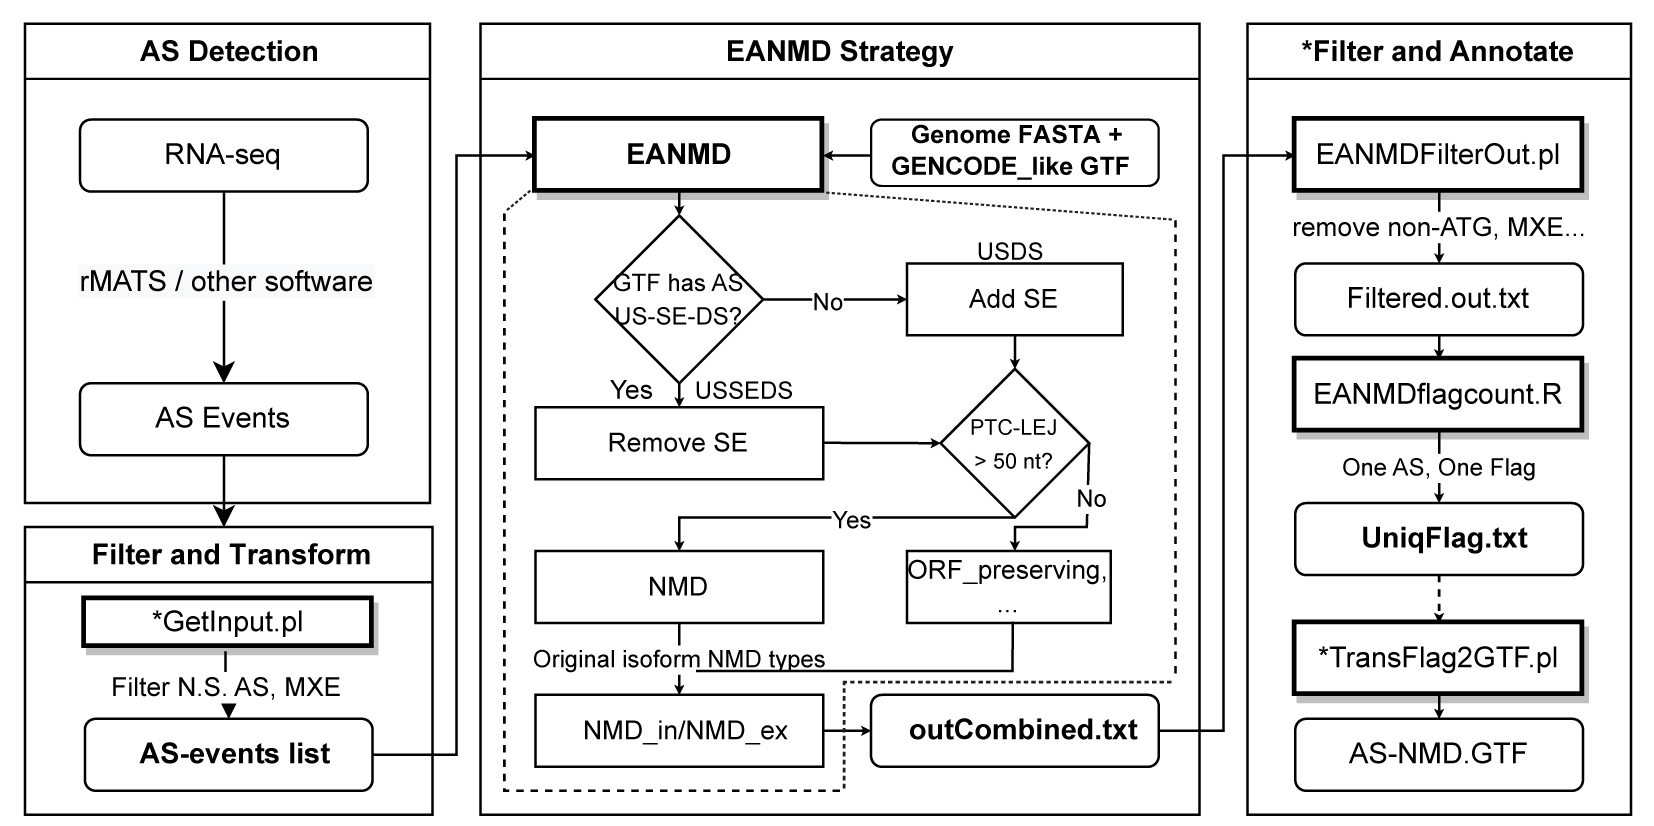 AS Detection
RNA-seq
rMATS / other software
AS Events
Filter and Transform
*GetInput.pl
Filter N.S. AS, MXE
AS-events list
EANMD Strategy
EANMD
Genome FASTA +
GENCODE_like GTF
GTF has AS
US-SE-DS?
No
USDS
Add SE
Yes
USSEDS
Remove SE
PTC-LEJ
> 50 nt?
No
Yes
NMD
ORF_preserving,
...
Original isoform NMD types
NMD_in/NMD_ex
outCombined.txt
*Filter and Annotate
EANMDFilterOut.pl
remove non-ATG, MXE...
Filtered.out.txt
EANMDflagcount.R
One AS, One Flag
UniqFlag.txt
*TransFlag2GTF.pl
AS-NMD.GTF